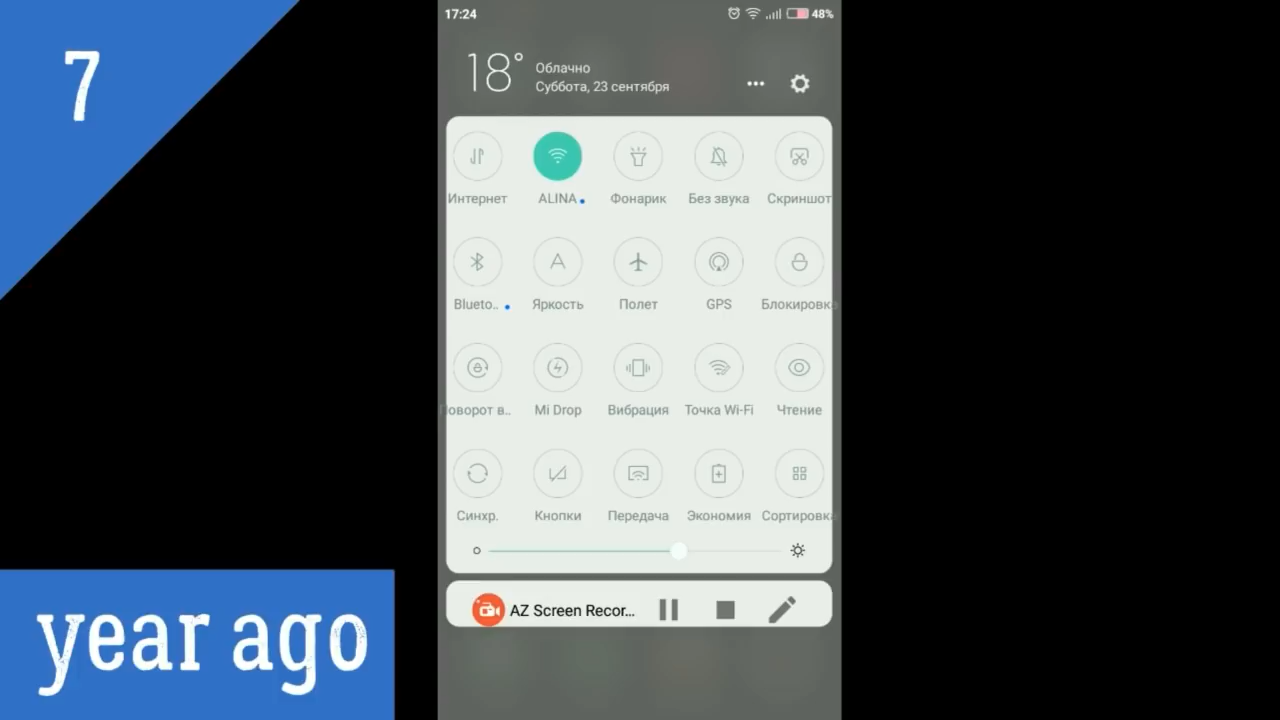 7
year ago
17:24
48%
18°
Облачно
Суббота, 23 сентября
Интернет
ALINA
Фонарик
Без звука
Скриншот
Blueto..
Яркость
Полет
GPS
Блокировка
Поворот в..
Mi Drop
Вибрация
Точка Wi-Fi
Чтение
Синхр.
Кнопки
Передача
Экономия
Сортировка
AZ Screen Recor...